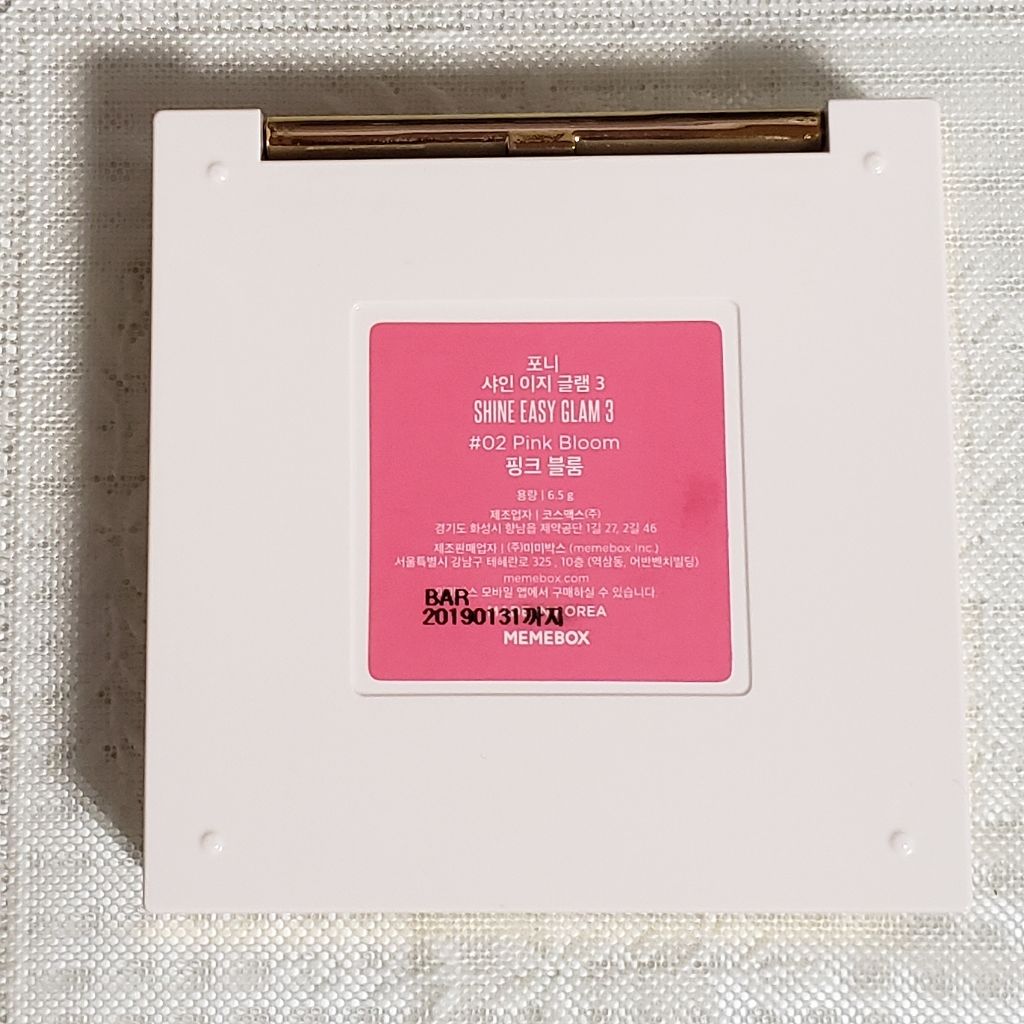 포니
샤인 이지 글램 3
SHINE EASY GLAM 3
#02 Pink Bloom
핑크 블룸
용량 | 6.5 g
제조업자 | 코스맥스(주)
경기도 화성시 향남읍 제약공단 1길 27, 2길 46
제조판매업자 | (주)미미박스 (memebox inc.)
서울특별시 강남구 테헤란로 325 , 10층 (역삼동, 어반벤치빌딩)
memebox.com
모바일 앱에서 구매하실 수 있습니다.
BAR
20190131까지
MEMEBOX